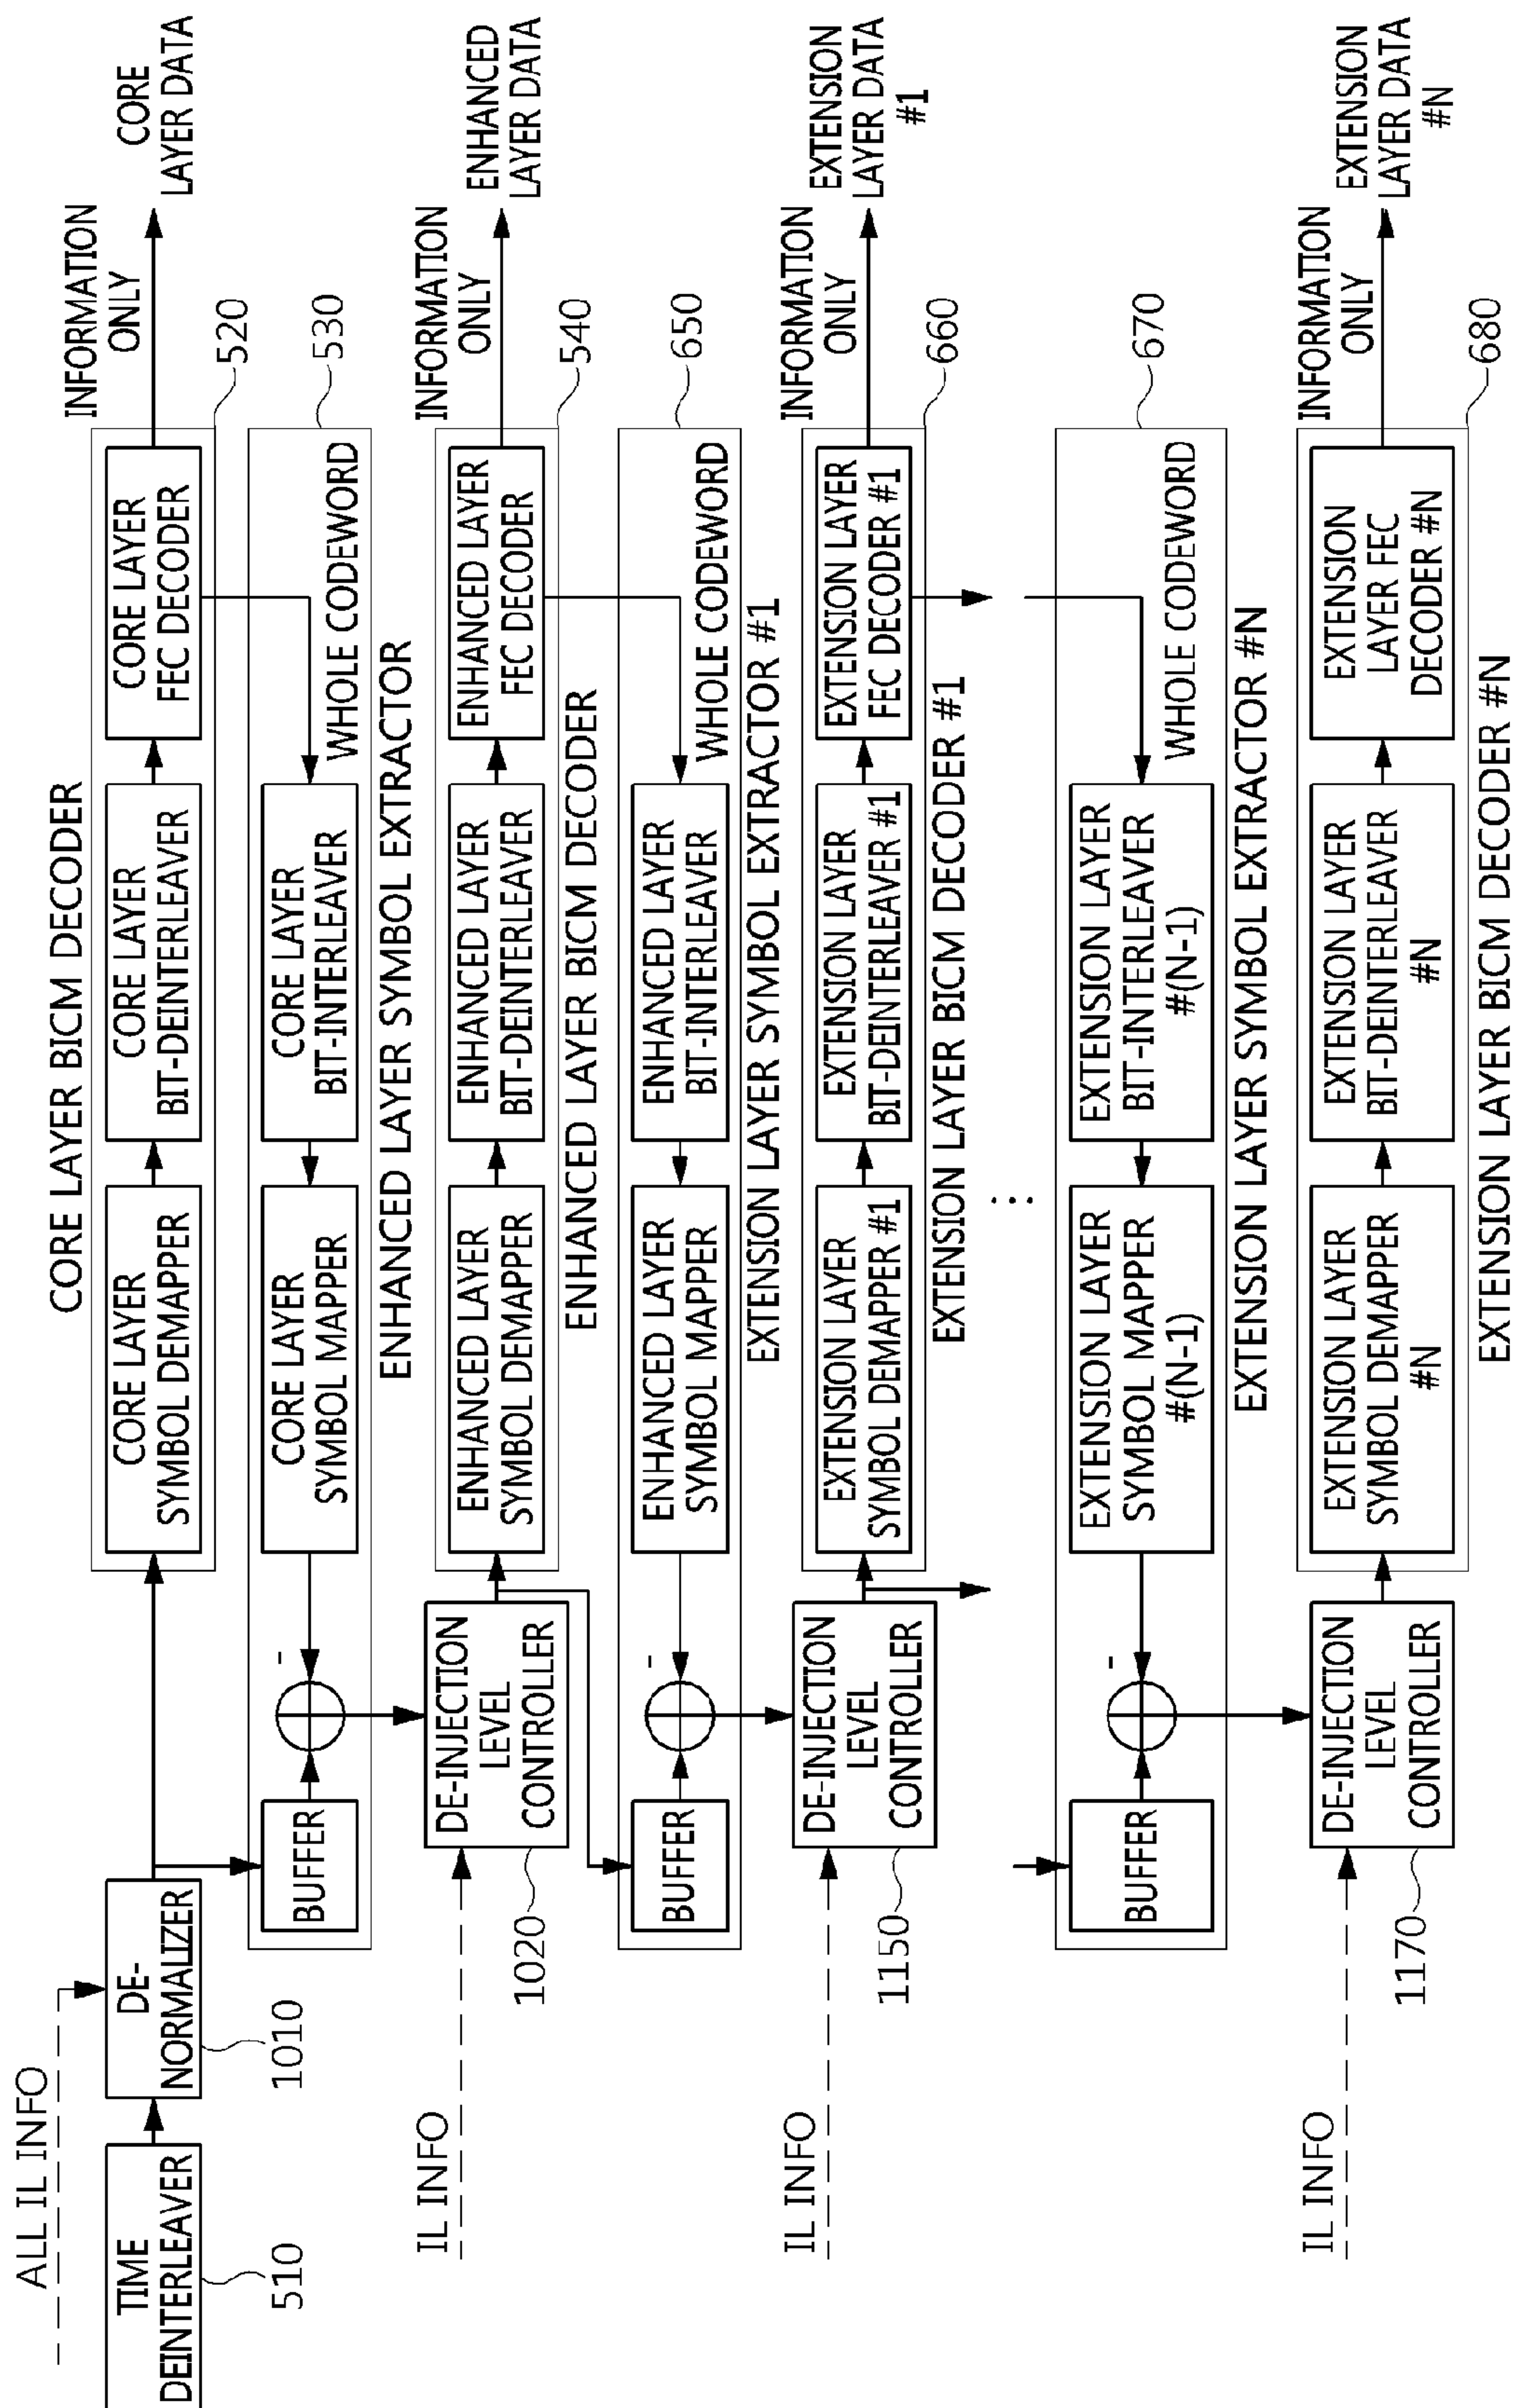 ALL IL INFO
TIME
DEINTERLEAVER
510
DE-
NORMALIZER
1010
CORE LAYER BICM DECODER
CORE LAYER
SYMBOL DEMAPPER
CORE LAYER
BIT-DEINTERLEAVER
CORE LAYER
FEC DECODER
INFORMATION
ONLY
CORE
LAYER DATA
520
BUFFER
-
CORE LAYER
SYMBOL MAPPER
CORE LAYER
BIT-INTERLEAVER
WHOLE CODEWORD
530
ENHANCED LAYER SYMBOL EXTRACTOR
IL INFO
DE-INJECTION
LEVEL
CONTROLLER
1020
ENHANCED LAYER
SYMBOL DEMAPPER
ENHANCED LAYER
BIT-DEINTERLEAVER
ENHANCED LAYER
FEC DECODER
INFORMATION
ONLY
ENHANCED
LAYER DATA
540
ENHANCED LAYER BICM DECODER
BUFFER
-
ENHANCED LAYER
SYMBOL MAPPER
ENHANCED LAYER
BIT-INTERLEAVER
WHOLE CODEWORD
650
EXTENSION LAYER SYMBOL EXTRACTOR #1
IL INFO
DE-INJECTION
LEVEL
CONTROLLER
1150
EXTENSION LAYER
SYMBOL DEMAPPER #1
EXTENSION LAYER
BIT-DEINTERLEAVER #1
EXTENSION LAYER
FEC DECODER #1
INFORMATION
ONLY
EXTENSION
LAYER DATA
#1
660
EXTENSION LAYER BICM DECODER #1
...
BUFFER
-
EXTENSION LAYER
SYMBOL MAPPER
#(N-1)
EXTENSION LAYER
BIT-INTERLEAVER
#(N-1)
WHOLE CODEWORD
670
EXTENSION LAYER SYMBOL EXTRACTOR #N
IL INFO
DE-INJECTION
LEVEL
CONTROLLER
1170
EXTENSION LAYER
SYMBOL DEMAPPER
#N
EXTENSION LAYER
BIT-DEINTERLEAVER
#N
EXTENSION
LAYER FEC
DECODER #N
INFORMATION
ONLY
EXTENSION
LAYER DATA
#N
680
EXTENSION LAYER BICM DECODER #N